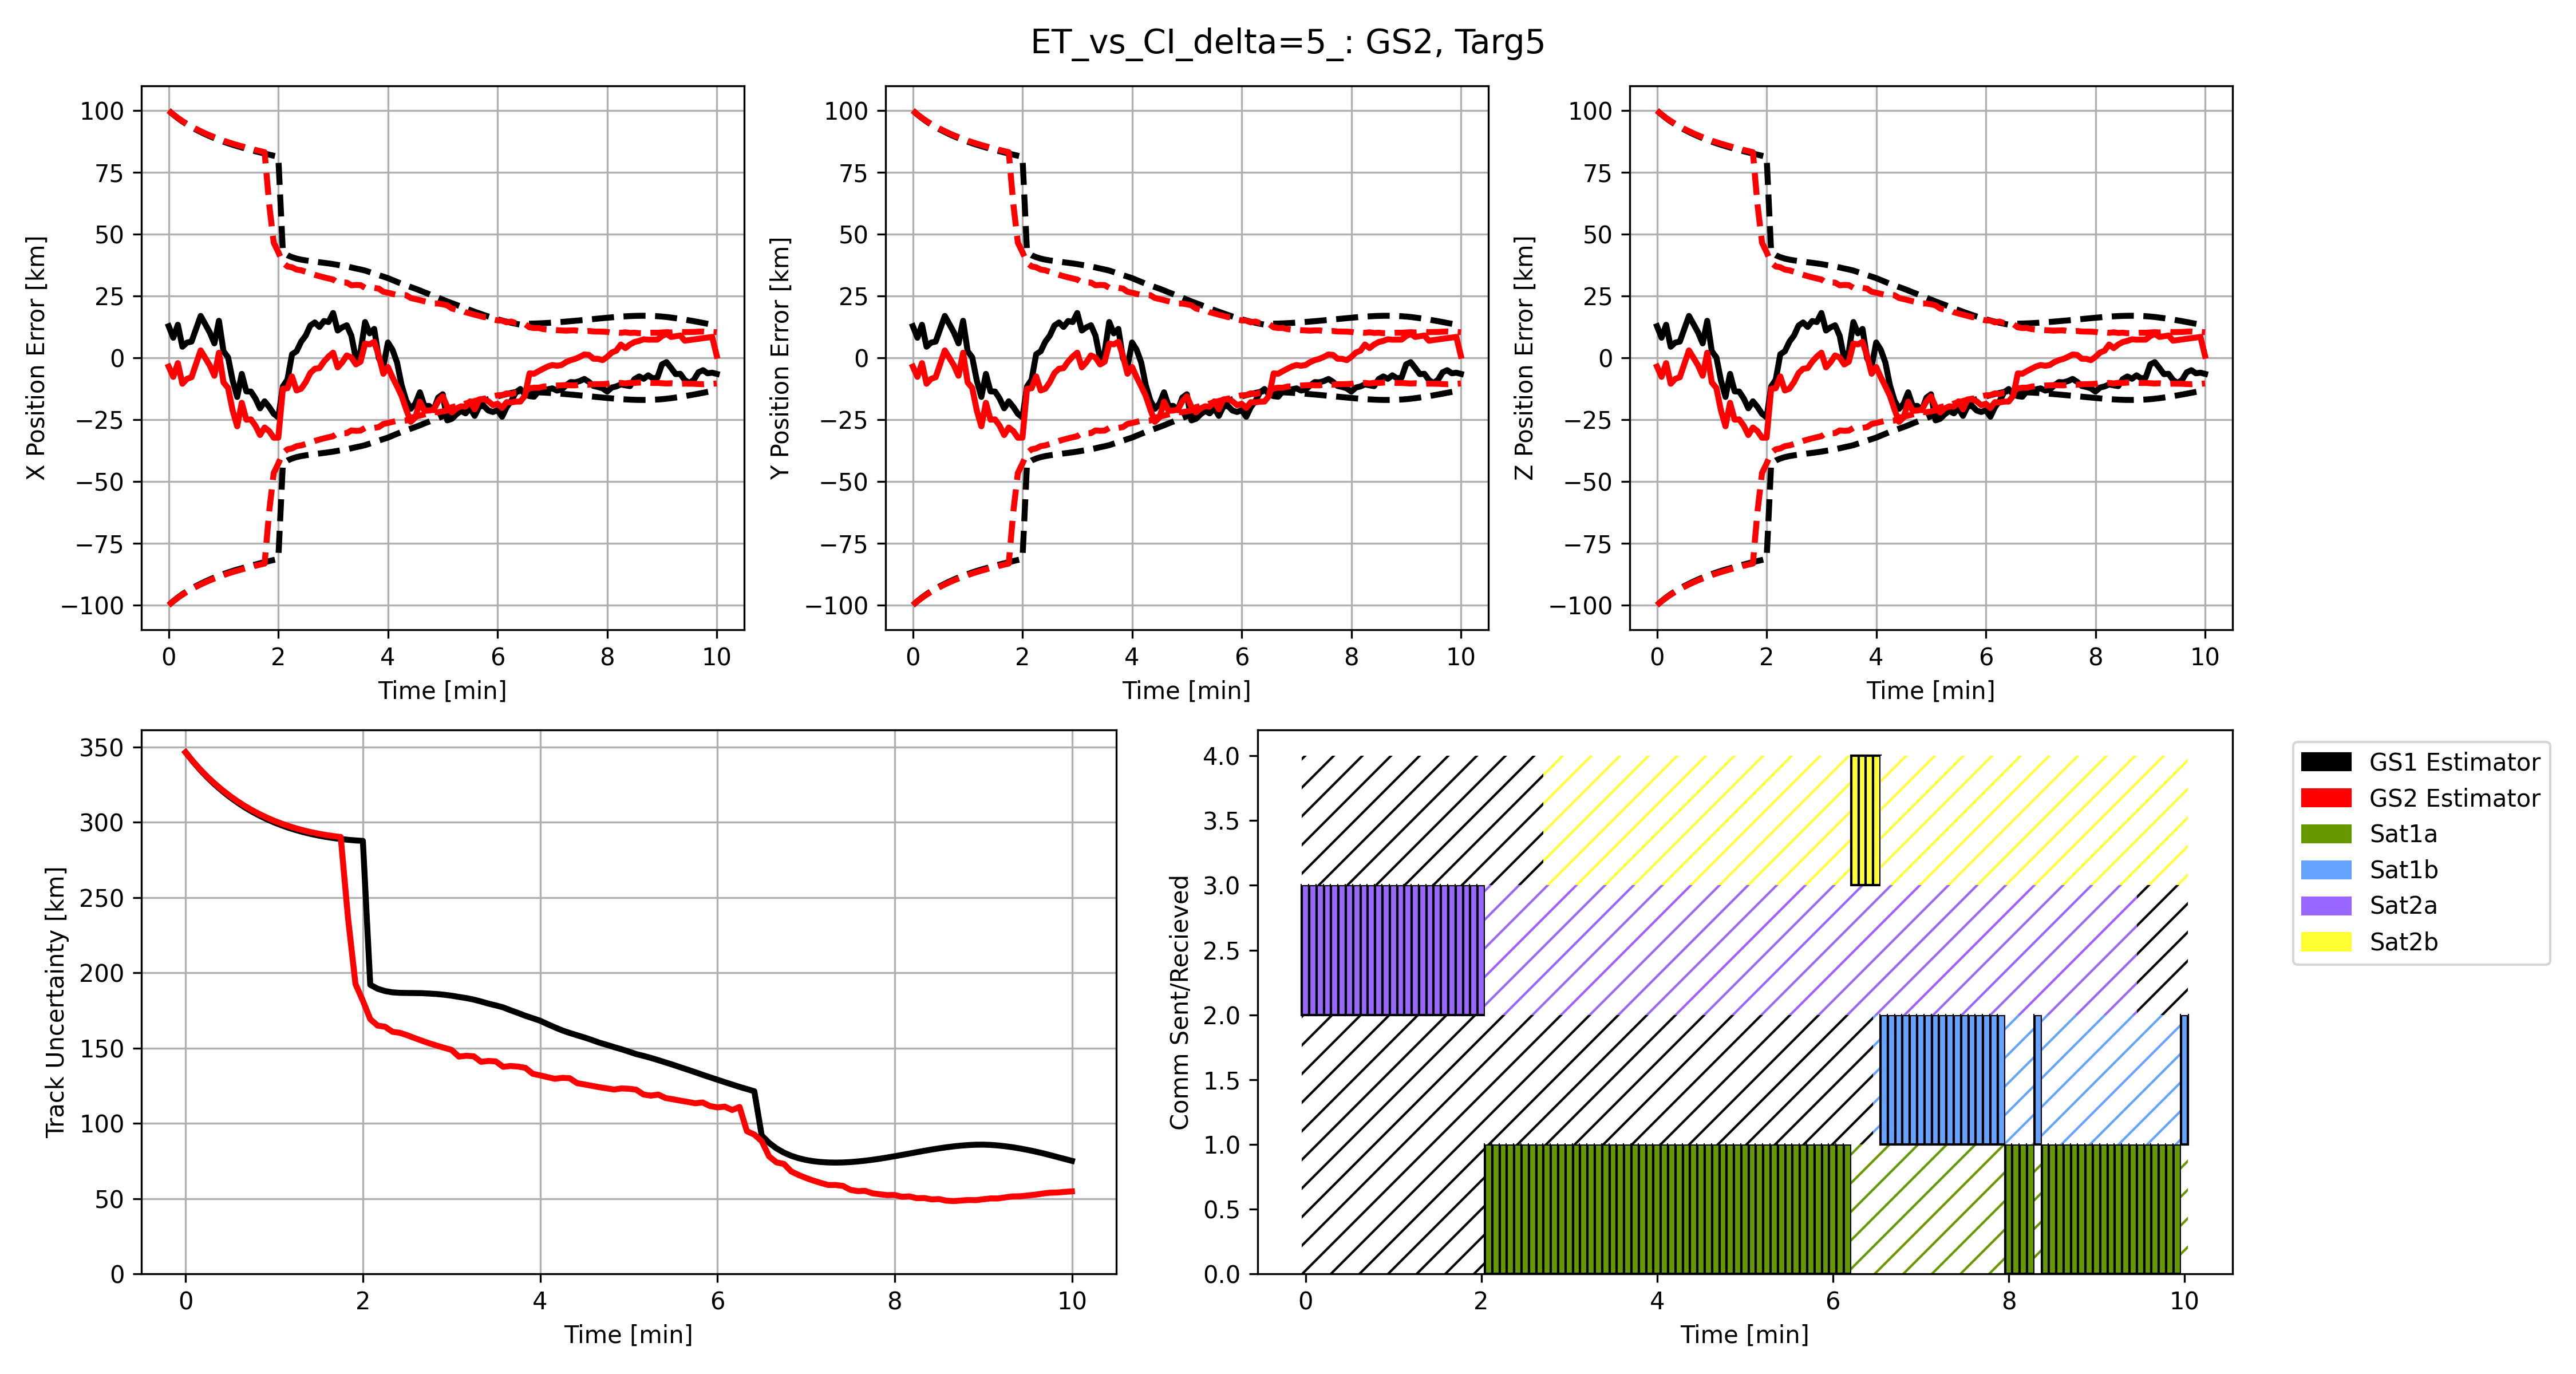 ET_vs_CI_delta=5_: GS2, Targ5
100
75
50
25
0
−25
−50
−75
−100
X Position Error [km]
0 2 4 6 8 10
Time [min]
100
75
50
25
0
−25
−50
−75
−100
Y Position Error [km]
0 2 4 6 8 10
Time [min]
100
75
50
25
0
−25
−50
−75
−100
Z Position Error [km]
0 2 4 6 8 10
Time [min]
350
300
250
200
150
100
50
0
Track Uncertainty [km]
0 2 4 6 8 10
Time [min]
4.0
3.5
3.0
2.5
2.0
1.5
1.0
0.5
0.0
Comm Sent/Recieved
0 2 4 6 8 10
Time [min]
GS1 Estimator
GS2 Estimator
Sat1a
Sat1b
Sat2a
Sat2b